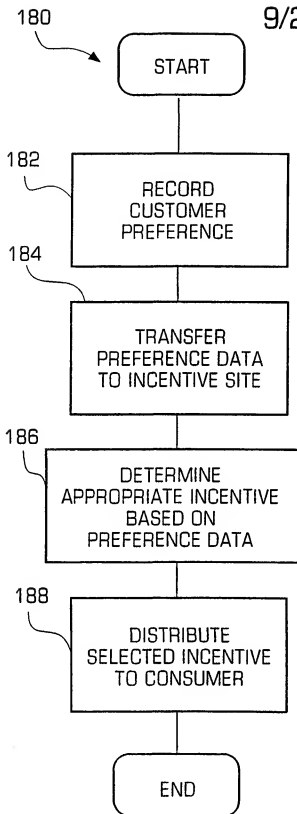 180
9/2
START
182
RECORD
CUSTOMER
PREFERENCE
184
TRANSFER
PREFERENCE DATA
TO INCENTIVE SITE
186
DETERMINE
APPROPRIATE INCENTIVE
BASED ON
PREFERENCE DATA
188
DISTRIBUTE
SELECTED INCENTIVE
TO CONSUMER
END